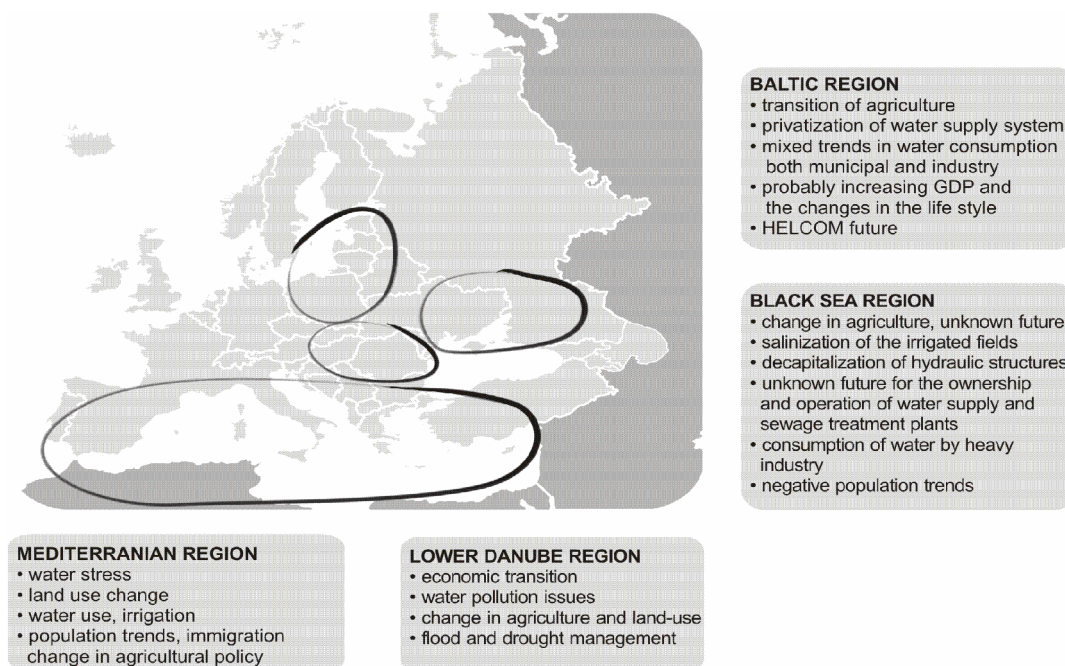 BALTIC REGION
• transition of agriculture
• privatization of water supply system
• mixed trends in water consumption
both municipal and industry
• probably increasing GDP and
the changes in the life style
• HELCOM future
BLACK SEA REGION
• change in agriculture, unknown future
• salinization of the irrigated fields
• decapitalization of hydraulic structures
• unknown future for the ownership
and operation of water supply and
sewage treatment plants
• consumption of water by heavy
industry
• negative population trends
MEDITERRANIAN REGION
• water stress
• land use change
• water use, irrigation
• population trends, immigration
change in agricultural policy
LOWER DANUBE REGION
• economic transition
• water pollution issues
• change in agriculture and land-use
• flood and drought management